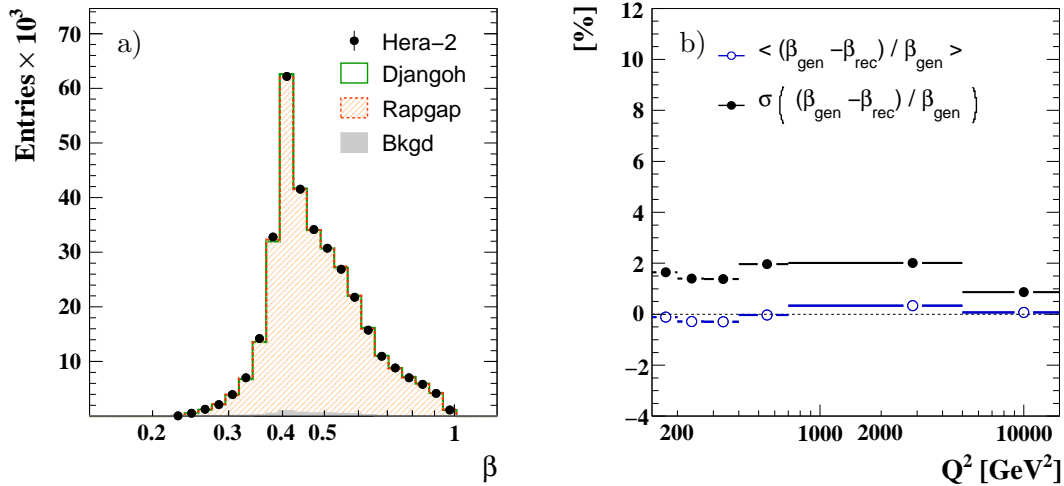 a)
Entries × 10³
70
60
50
40
30
20
10
Hera−2
Djangoh
Rapgap
Bkgd
0.2
0.3
0.4
0.5
1
β
b)
[%]
12
10
8
6
4
2
0
−2
−4
< (β_gen −β_rec) / β_gen >
σ ( (β_gen −β_rec) / β_gen )
200
1000
2000
10000
Q² [GeV²]